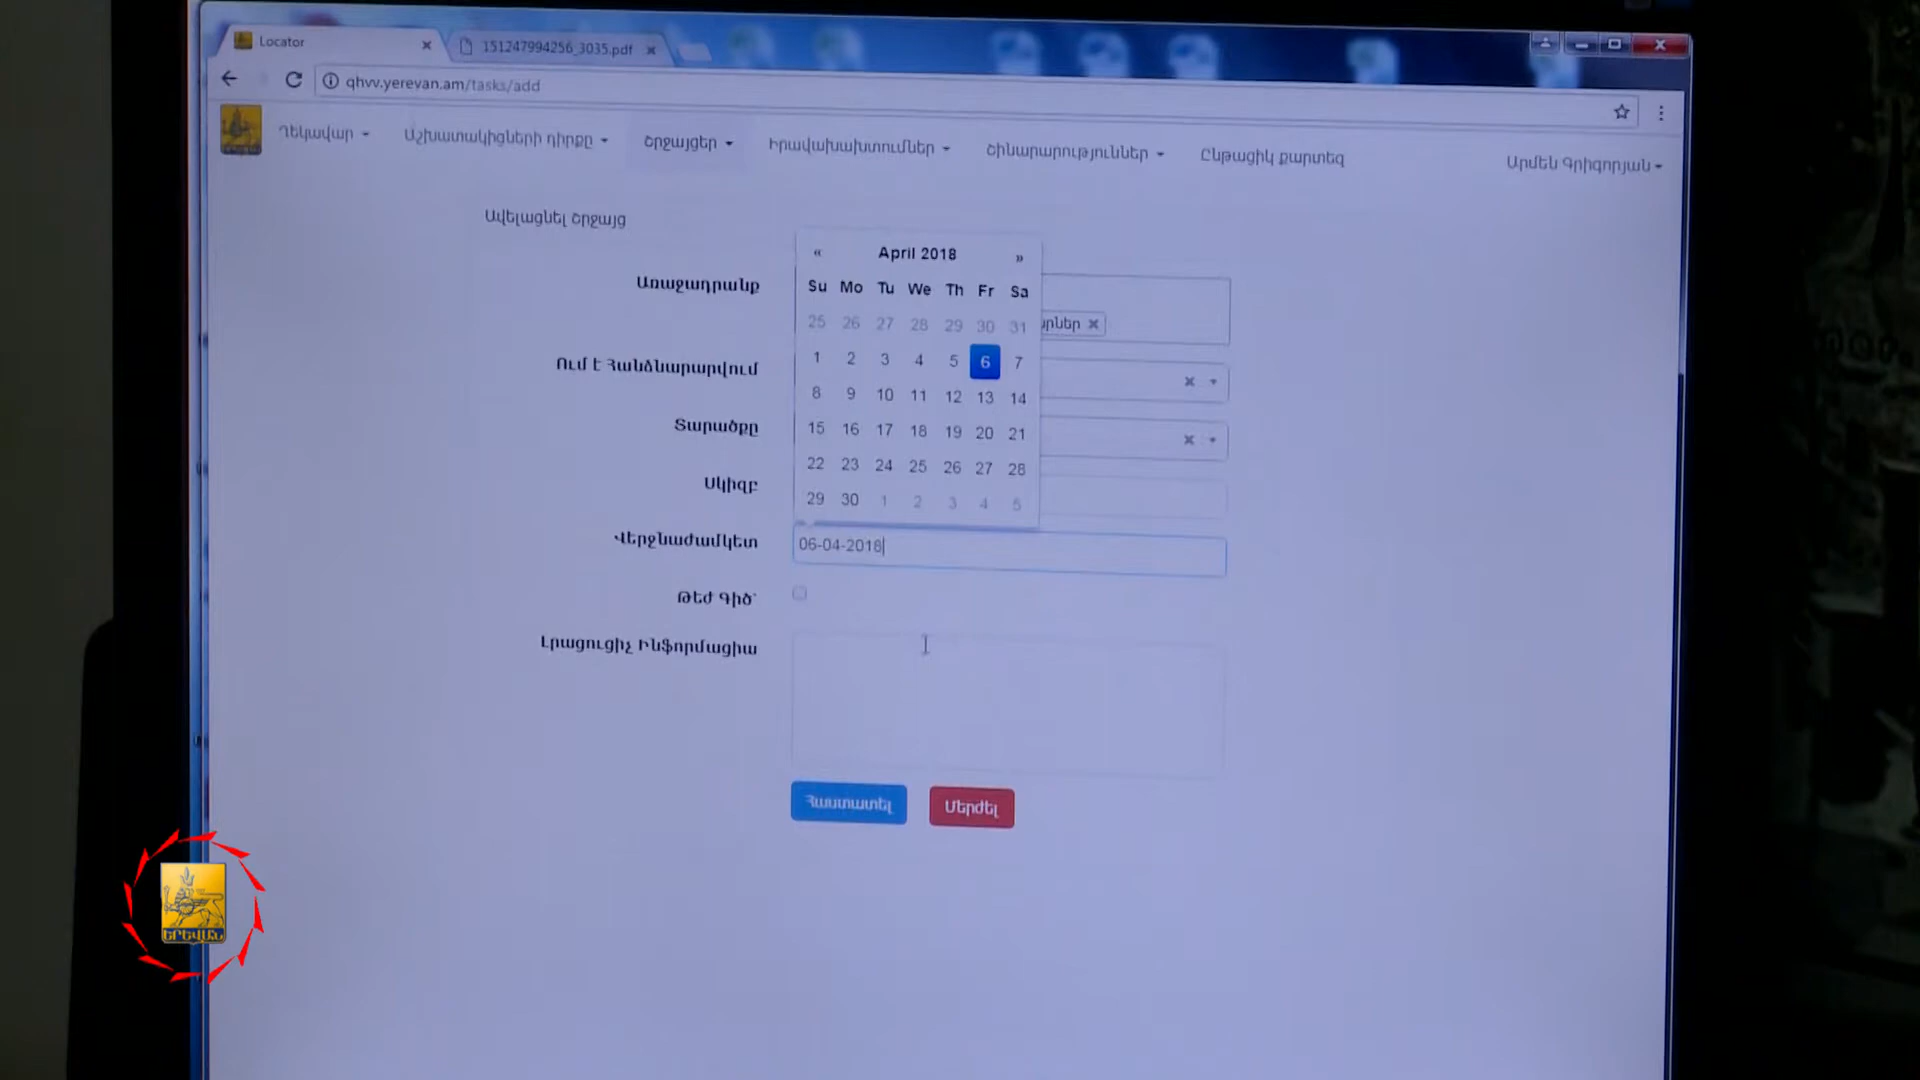 Locator
151247994256_3035.pdf
qhvv.yerevan.am/tasks/add
Ղեկավար
Աշխատակիցների դիրքը
Շրջայցեր
Իրավախախտումներ
Շինարարություններ
Ընթացիկ քարտեզ
Արմեն Գրիգորյան
Ավելացնել Շրջայց
« April 2018 »
Su Mo Tu We Th Fr Sa
25 26 27 28 29 30 31
1 2 3 4 5 6 7
8 9 10 11 12 13 14
15 16 17 18 19 20 21
22 23 24 25 26 27 28
29 30 1 2 3 4 5
Առաջադրանք
Ում է Հանձնարարվում
Տարածքը
Սկիզբ
Վերջնաժամկետ
06-04-2018
Թեժ Գիծ՝
Լրացուցիչ Ինֆորմացիա
Հաստատել
Մերժել
ԵՐԵՎԱՆ